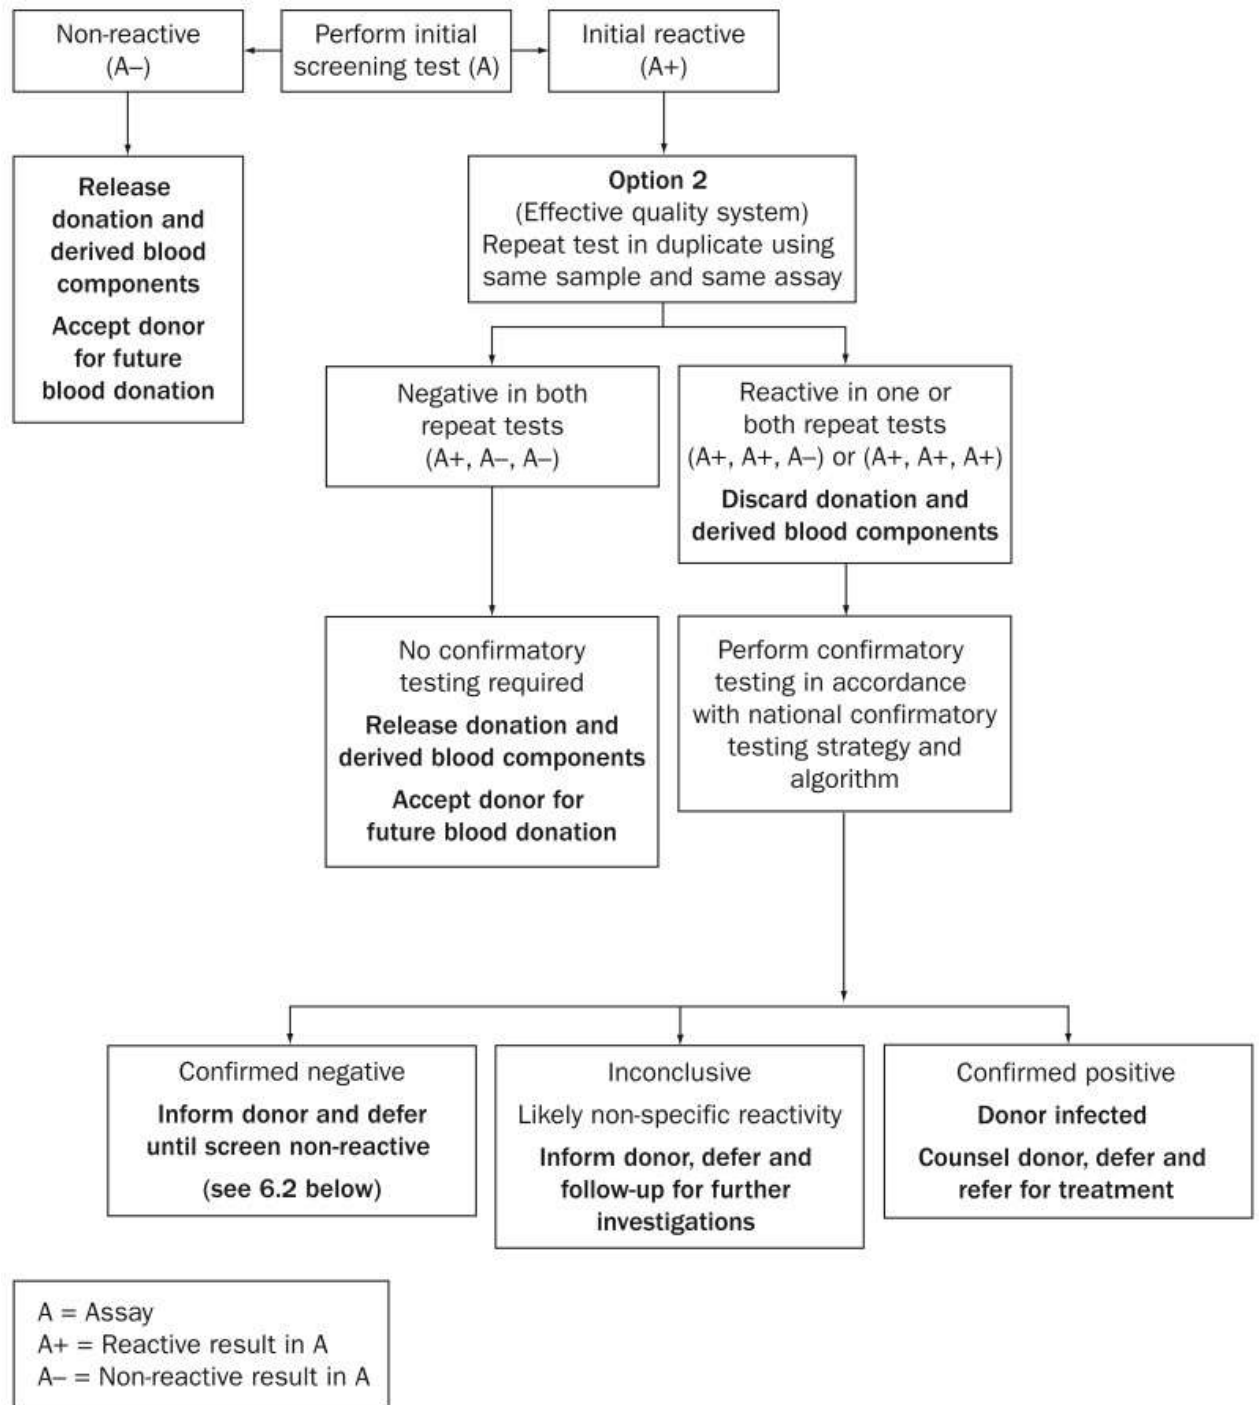 Non-reactive
(A–)
Perform initial
screening test (A)
Initial reactive
(A+)
Release
donation and
derived blood
components
Accept donor
for future
blood donation
Option 2
(Effective quality system)
Repeat test in duplicate using
same sample and same assay
Negative in both
repeat tests
(A+, A–, A–)
Reactive in one or
both repeat tests
(A+, A+, A–) or (A+, A+, A+)
Discard donation and
derived blood components
No confirmatory
testing required
Release donation and
derived blood components
Accept donor for
future blood donation
Perform confirmatory
testing in accordance
with national confirmatory
testing strategy and
algorithm
Confirmed negative
Inform donor and defer
until screen non-reactive
(see 6.2 below)
Inconclusive
Likely non-specific reactivity
Inform donor, defer and
follow-up for further
investigations
Confirmed positive
Donor infected
Counsel donor, defer and
refer for treatment
A = Assay
A+ = Reactive result in A
A– = Non-reactive result in A